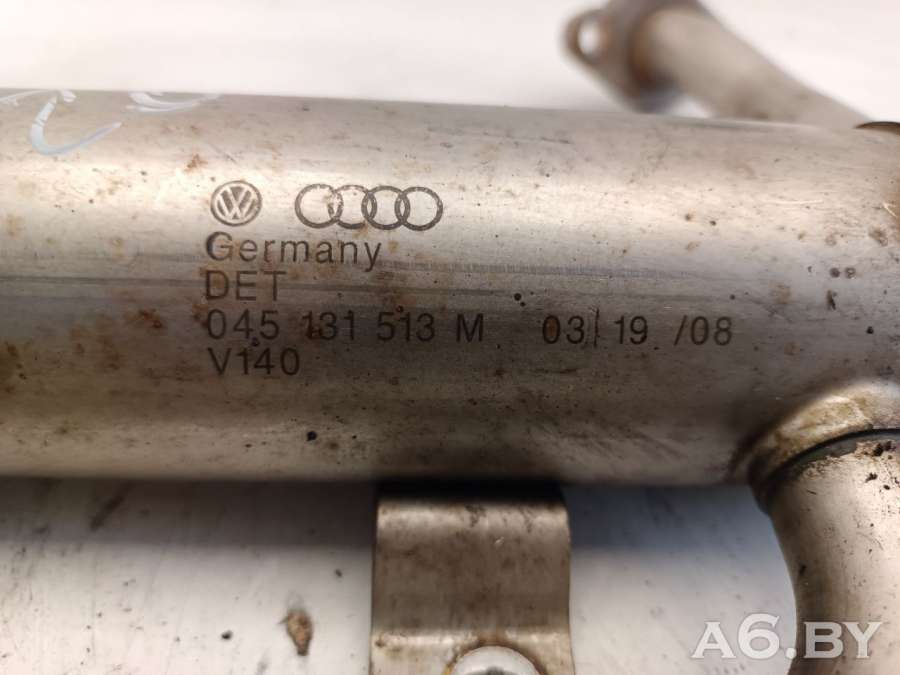 Germany
DET
045 131 513 M 03/19 /08
V140
A6.BY